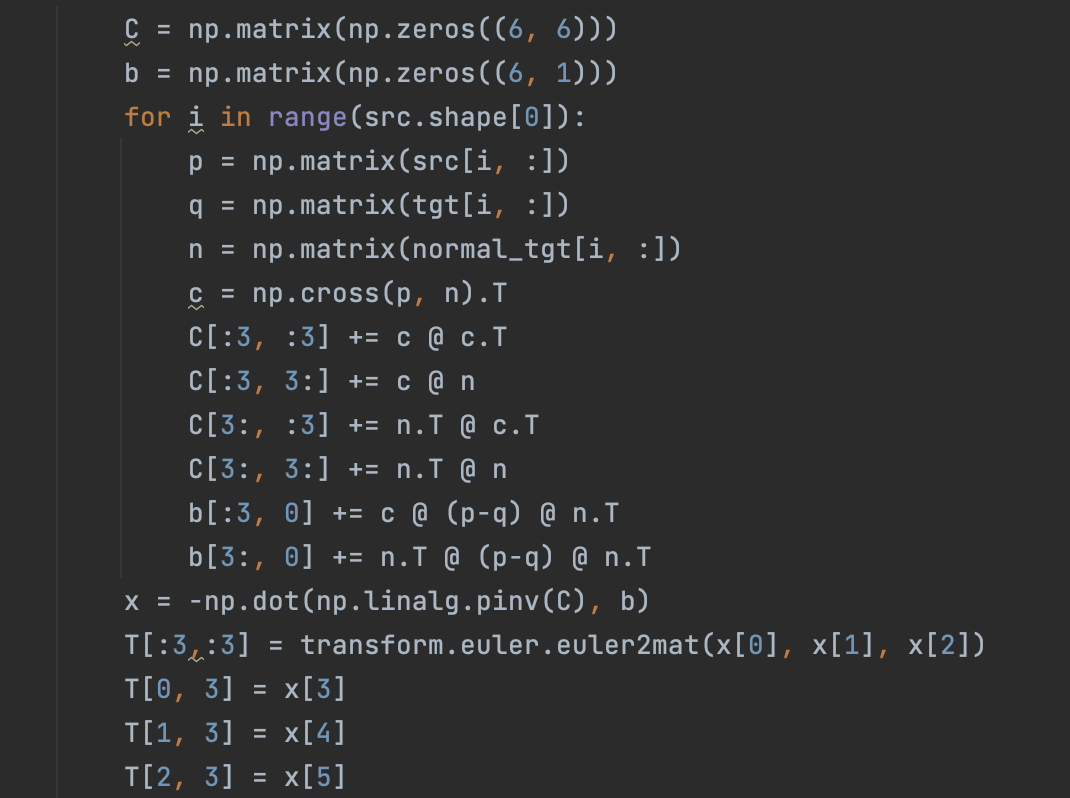 C = np.matrix(np.zeros((6, 6)))
b = np.matrix(np.zeros((6, 1)))
for i in range(src.shape[0]):
    p = np.matrix(src[i, :])
    q = np.matrix(tgt[i, :])
    n = np.matrix(normal_tgt[i, :])
    c = np.cross(p, n).T
    C[:3, :3] += c @ c.T
    C[:3, 3:] += c @ n
    C[3:, :3] += n.T @ c.T
    C[3:, 3:] += n.T @ n
    b[:3, 0] += c @ (p-q) @ n.T
    b[3:, 0] += n.T @ (p-q) @ n.T
x = -np.dot(np.linalg.pinv(C), b)
T[:3,:3] = transform.euler.euler2mat(x[0], x[1], x[2])
T[0, 3] = x[3]
T[1, 3] = x[4]
T[2, 3] = x[5]